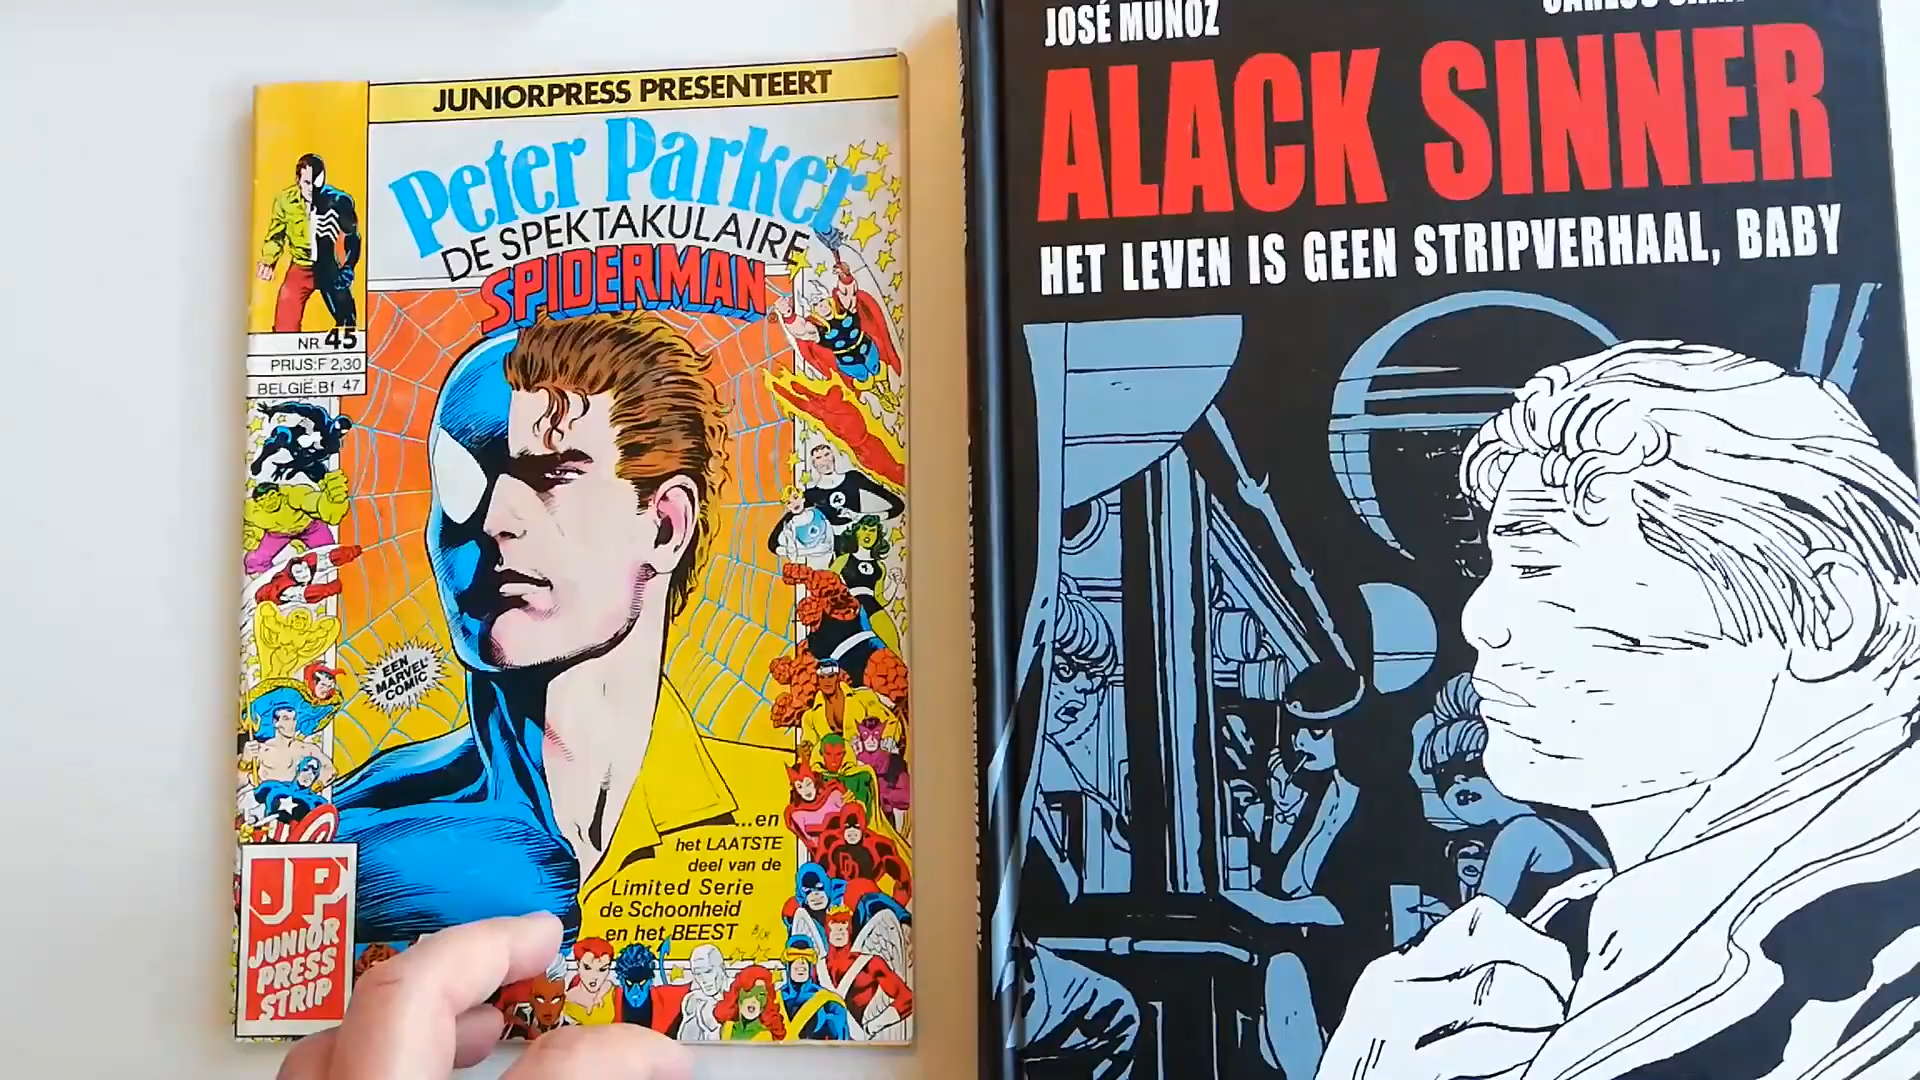 JUNIORPRESS PRESENTEERT
Peter Parker
DE SPEKTAKULAIRE
SPIDERMAN
NR. 45
PRIJS:F 2,30
BELGIË:Bf 47
EEN
MARVEL
COMIC
...en
het LAATSTE
deel van de
Limited Serie
de Schoonheid
en het BEEST
JP
JUNIOR
PRESS
STRIP
JOSÉ MUÑOZ
ALACK SINNER
HET LEVEN IS GEEN STRIPVERHAAL, BABY